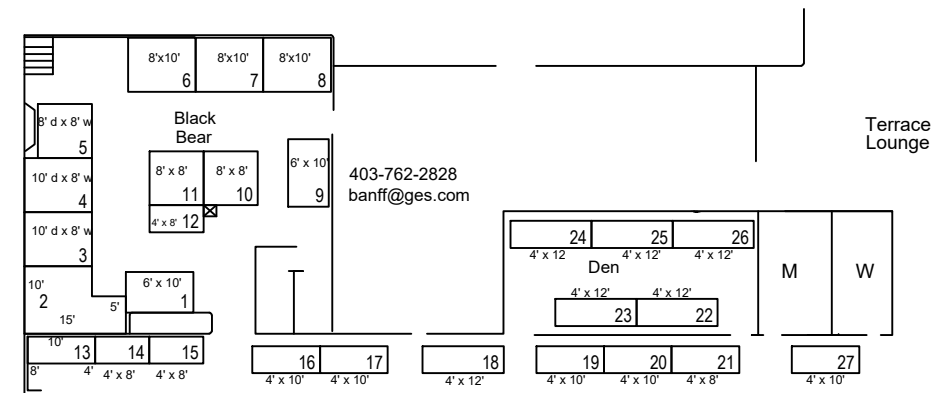 8'x10'
8'x10'
8'x10'
6
7
8
Black
Bear
8' d x 8' w
5
10' d x 8' w
4
10' d x 8' w
3
8' x 8'
11
8' x 8'
10
4' x 8' 12
6' x 10'
9
403-762-2828
banff@ges.com
Terrace
Lounge
10'
2
15'
5'
6' x 10'
1
10'
13
8'
4'
14
4' x 8'
15
4' x 8'
16
4' x 10'
17
4' x 10'
18
4' x 12'
24
4' x 12
25
4' x 12'
26
4' x 12'
Den
4' x 12'
4' x 12'
23
22
M
W
19
4' x 10'
20
4' x 10'
21
4' x 8'
27
4' x 10'